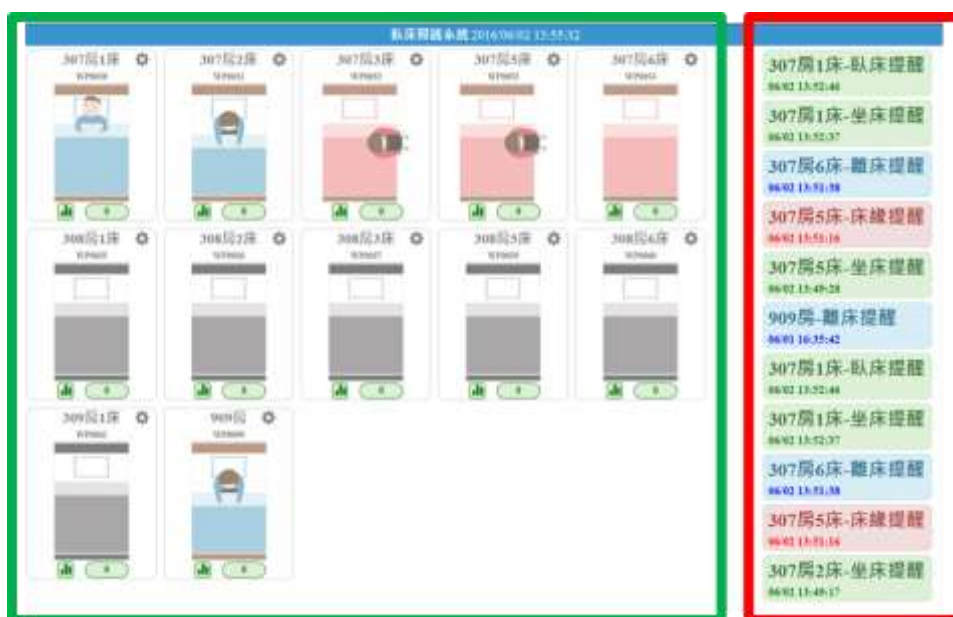 臥床照護系統 2016/06/02 13:55:32
307房1床
307房2床
307房3床
307房5床
307房6床
308房1床
308房2床
308房3床
308房5床
308房6床
309房1床
909房
307房1床-臥床提醒
06/02 13:52:46
307房1床-坐床提醒
06/02 13:52:37
307房6床-離床提醒
06/02 13:51:38
307房5床-床緣提醒
06/02 13:51:16
307房5床-坐床提醒
06/02 13:49:28
909房-離床提醒
06/01 16:35:42
307房1床-臥床提醒
06/02 13:52:46
307房1床-坐床提醒
06/02 13:52:37
307房6床-離床提醒
06/02 13:51:38
307房5床-床緣提醒
06/02 13:51:16
307房2床-坐床提醒
06/02 13:49:17